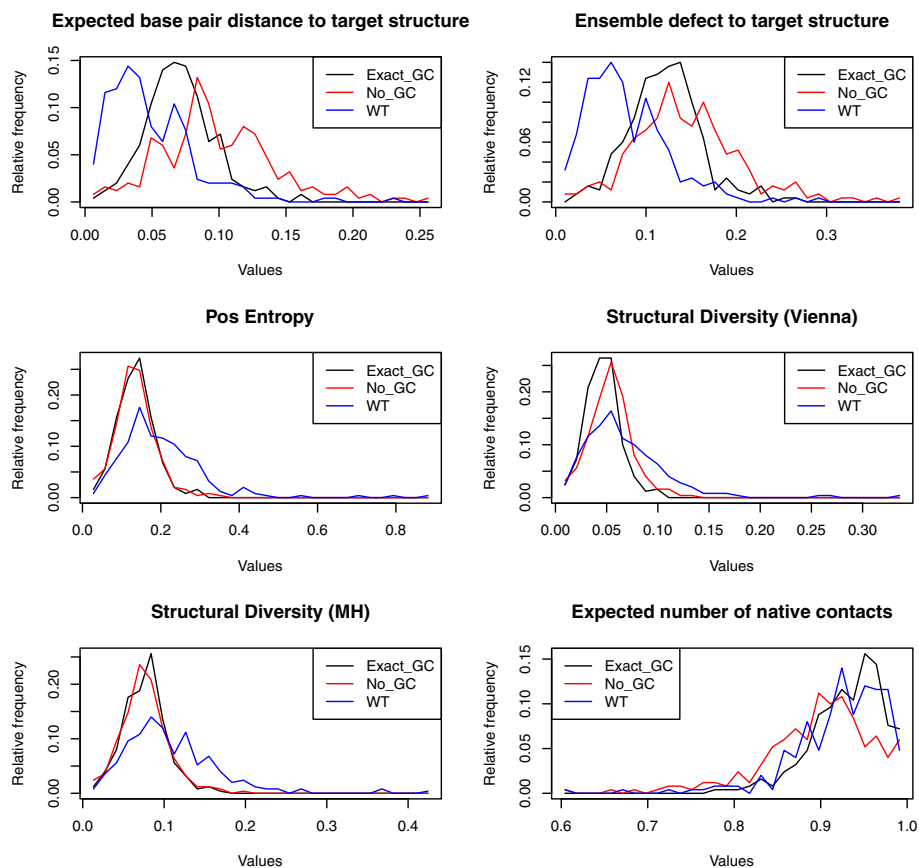 Expected base pair distance to target structure
Relative frequency
0.00 0.05 0.10 0.15
Exact_GC
No_GC
WT
0.00 0.05 0.10 0.15 0.20 0.25
Values
Ensemble defect to target structure
Relative frequency
0.00 0.06 0.12
Exact_GC
No_GC
WT
0.0 0.1 0.2 0.3
Values
Pos Entropy
Relative frequency
0.00 0.10 0.20
Exact_GC
No_GC
WT
0.0 0.2 0.4 0.6 0.8
Values
Structural Diversity (Vienna)
Relative frequency
0.00 0.10 0.20
Exact_GC
No_GC
WT
0.00 0.05 0.10 0.15 0.20 0.25 0.30
Values
Structural Diversity (MH)
Relative frequency
0.00 0.10 0.20
Exact_GC
No_GC
WT
0.0 0.1 0.2 0.3 0.4
Values
Expected number of native contacts
Relative frequency
0.00 0.05 0.10 0.15
Exact_GC
No_GC
WT
0.6 0.7 0.8 0.9 1.0
Values